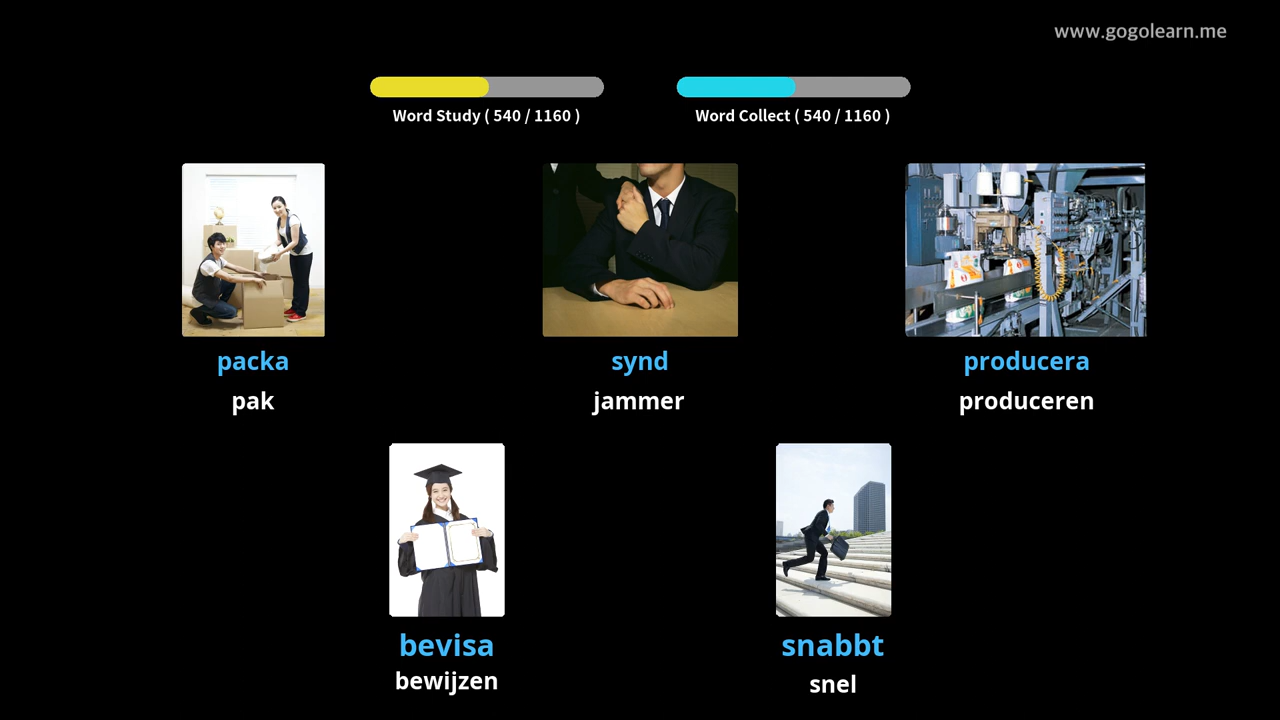 www.gogolearn.me
Word Study ( 540 / 1160 )
Word Collect ( 540 / 1160 )
packa
pak
synd
jammer
producera
produceren
bevisa
bewijzen
snabbt
snel